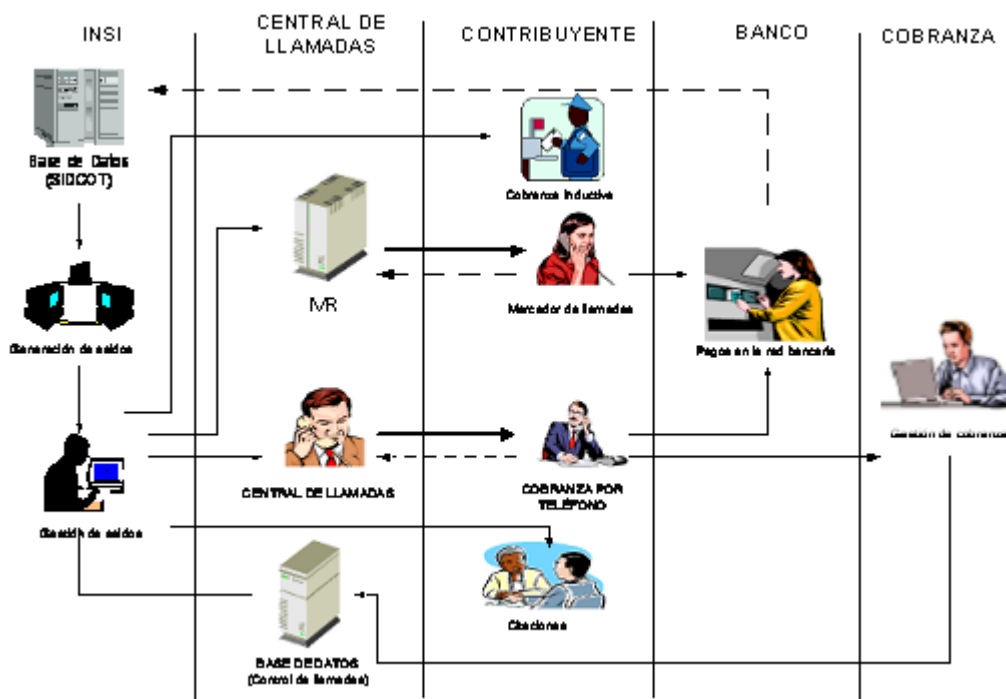 INSI
CENTRAL DE
LLAMADAS
CONTRIBUYENTE
BANCO
COBRANZA
Base de Datos
(SIDCOT)
Cobranza Inductiva
IVR
Mercador de llamadas
Generación de saldos
Pagos en la red bancaria
Gestión de cobranza
CENTRAL DE LLAMADAS
COBRANZA POR
TELÉFONO
Gestión de saldos
Citaciones
BASE DE DATOS
(Control de llamadas)